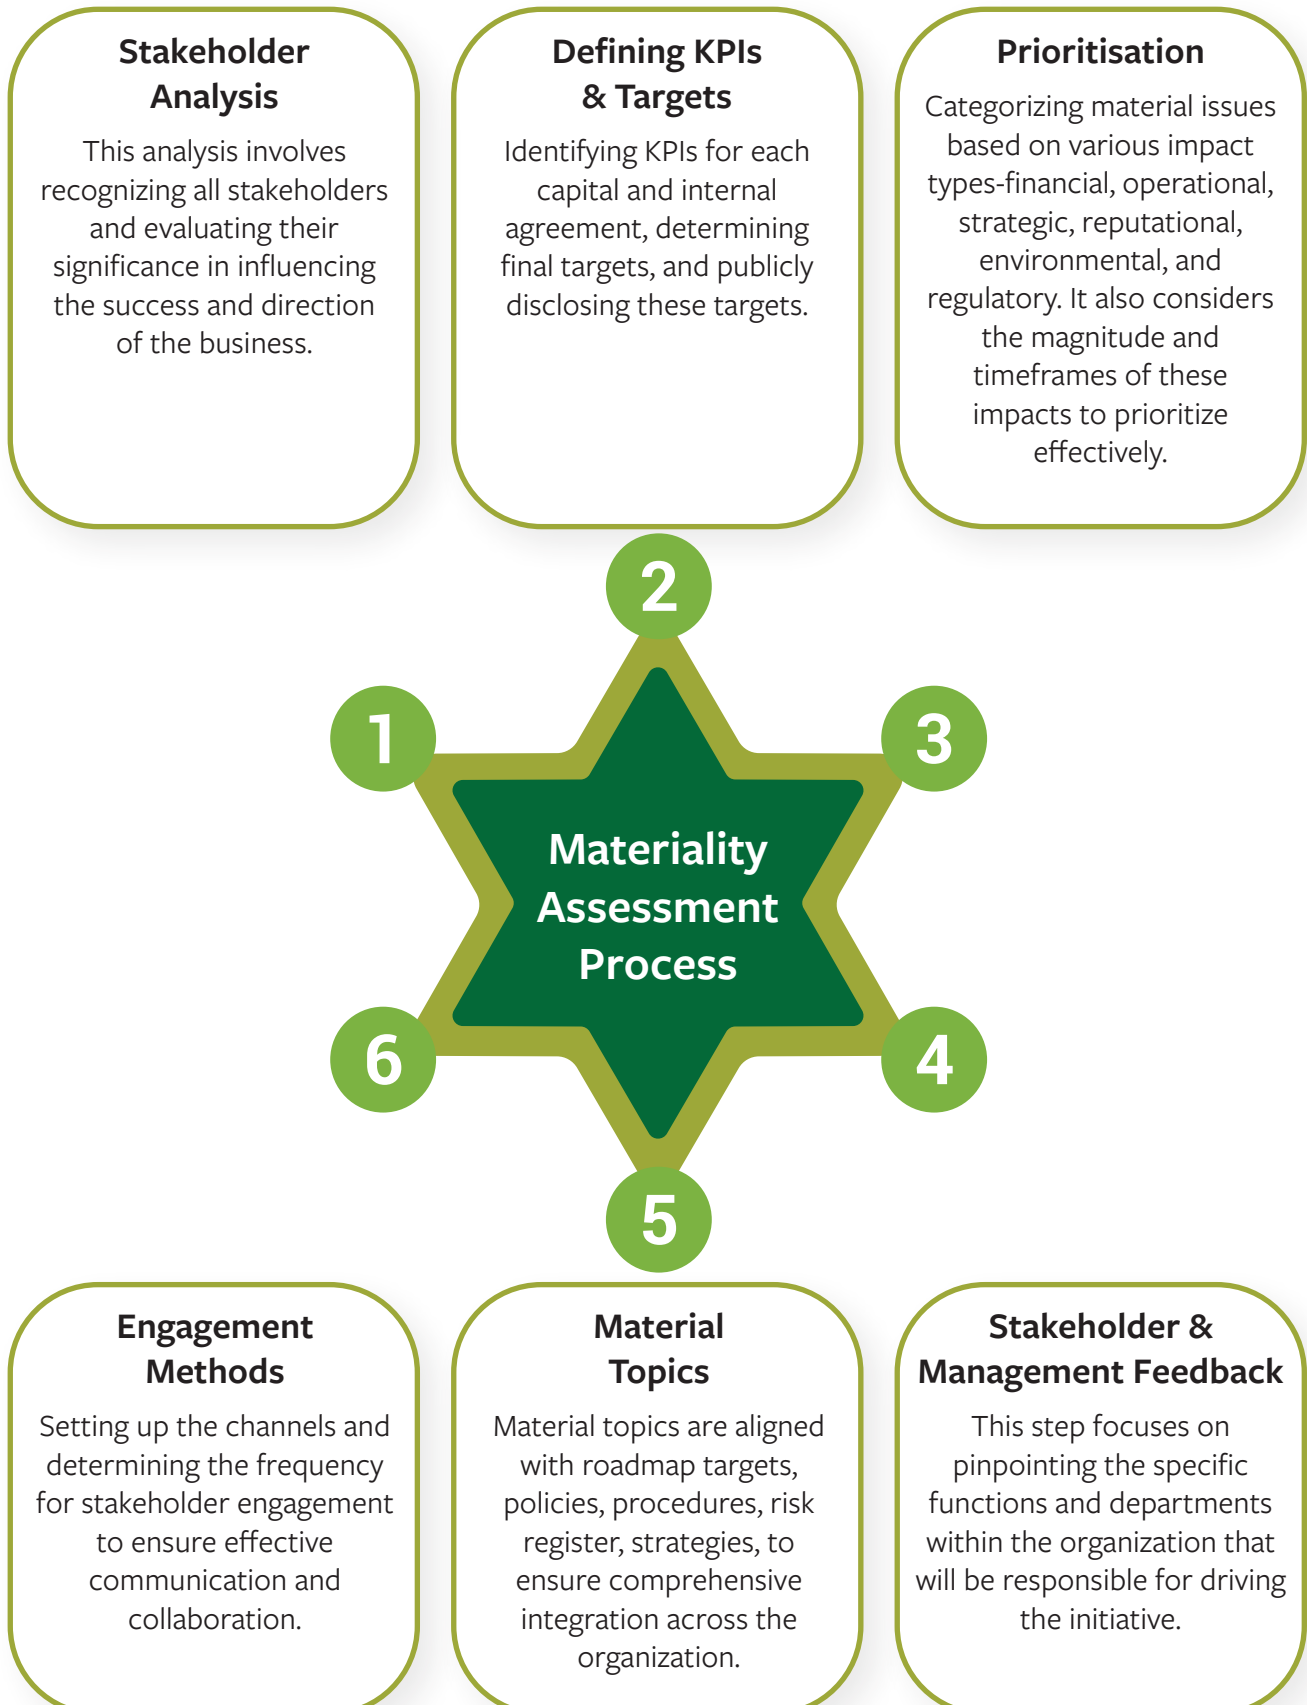 Stakeholder
Analysis
This analysis involves
recognizing all stakeholders
and evaluating their
significance in influencing
the success and direction
of the business.
Defining KPIs
& Targets
Identifying KPIs for each
capital and internal
agreement, determining
final targets, and publicly
disclosing these targets.
Prioritisation
Categorizing material issues
based on various impact
types-financial, operational,
strategic, reputational,
environmental, and
regulatory. It also considers
the magnitude and
timeframes of these
impacts to prioritize
effectively.
2
1
3
Materiality
Assessment
Process
6
4
5
Engagement
Methods
Setting up the channels and
determining the frequency
for stakeholder engagement
to ensure effective
communication and
collaboration.
Material
Topics
Material topics are aligned
with roadmap targets,
policies, procedures, risk
register, strategies, to
ensure comprehensive
integration across the
organization.
Stakeholder &
Management Feedback
This step focuses on
pinpointing the specific
functions and departments
within the organization that
will be responsible for driving
the initiative.